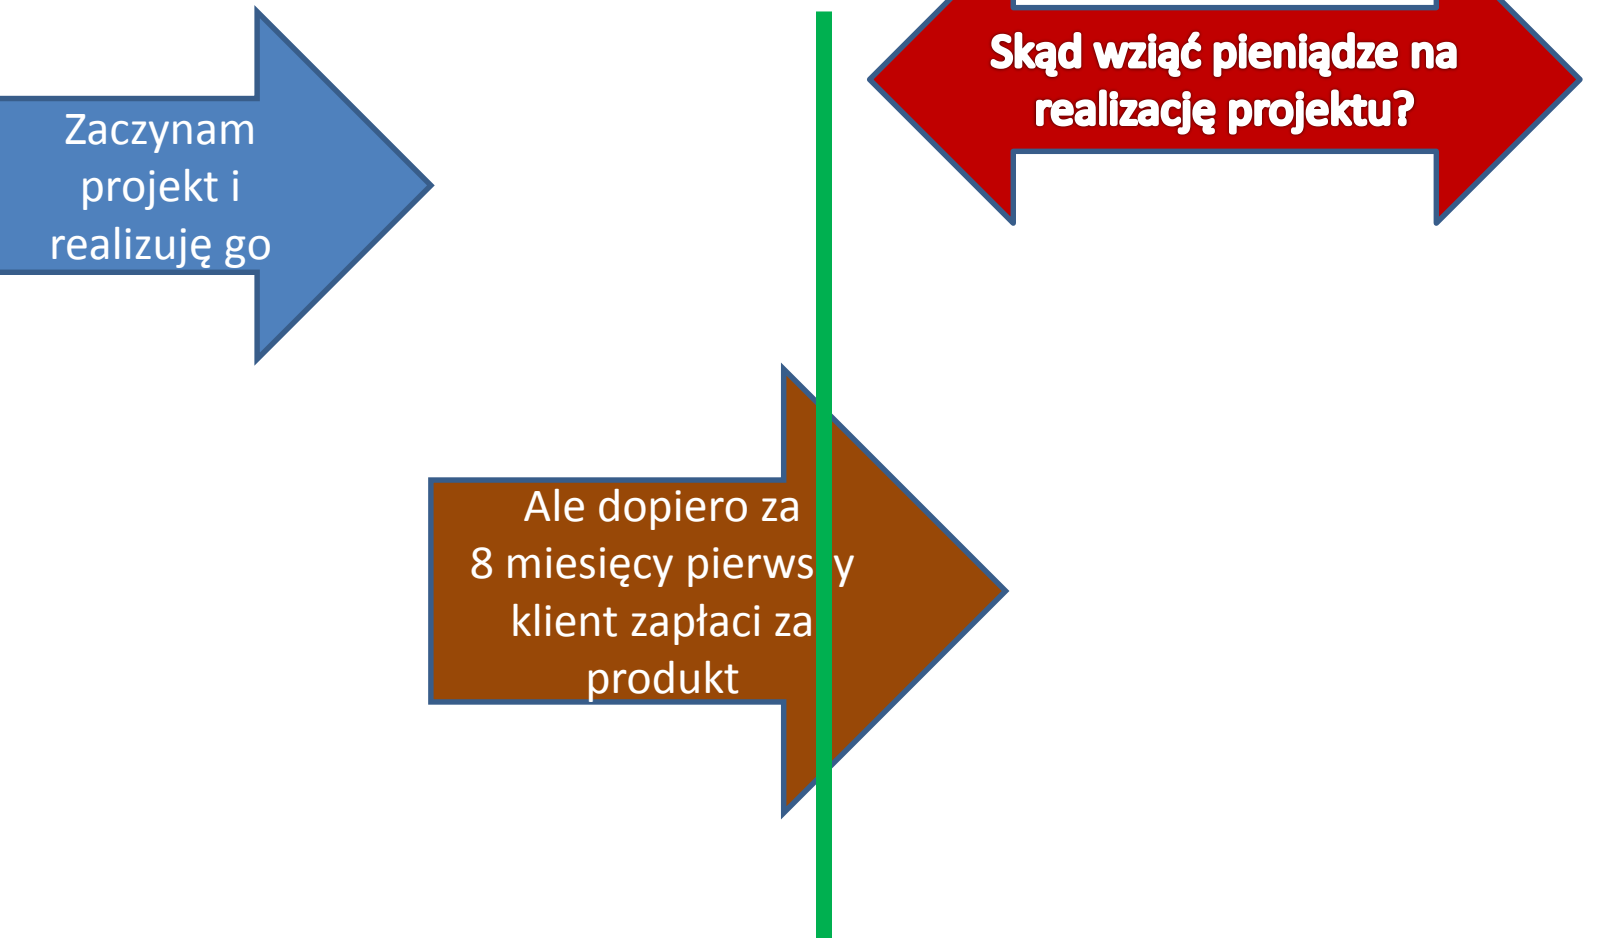 Skąd wziąć pieniądze na
realizację projektu?
Zaczynam
projekt i
realizuję go
Ale dopiero za
8 miesięcy pierwszy
klient zapłaci za
produkt